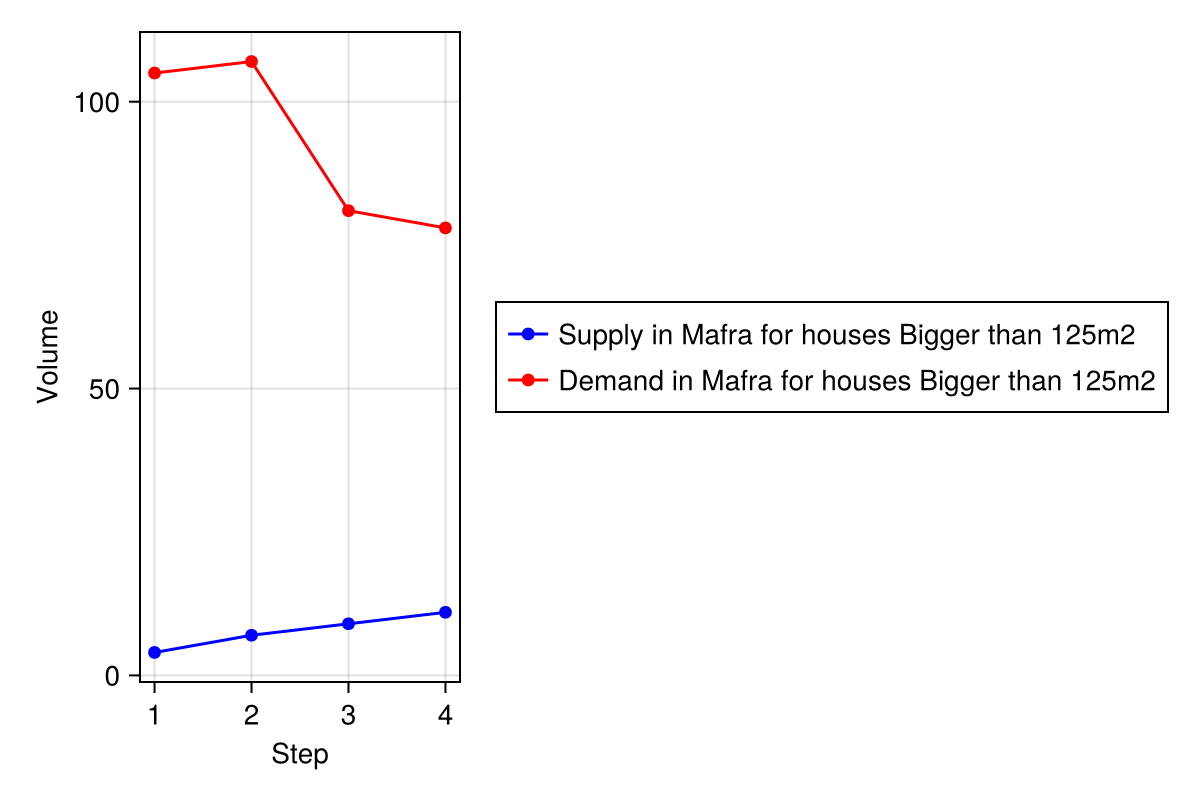 Volume
100
50
0
1 2 3 4
Step
Supply in Mafra for houses Bigger than 125m2
Demand in Mafra for houses Bigger than 125m2